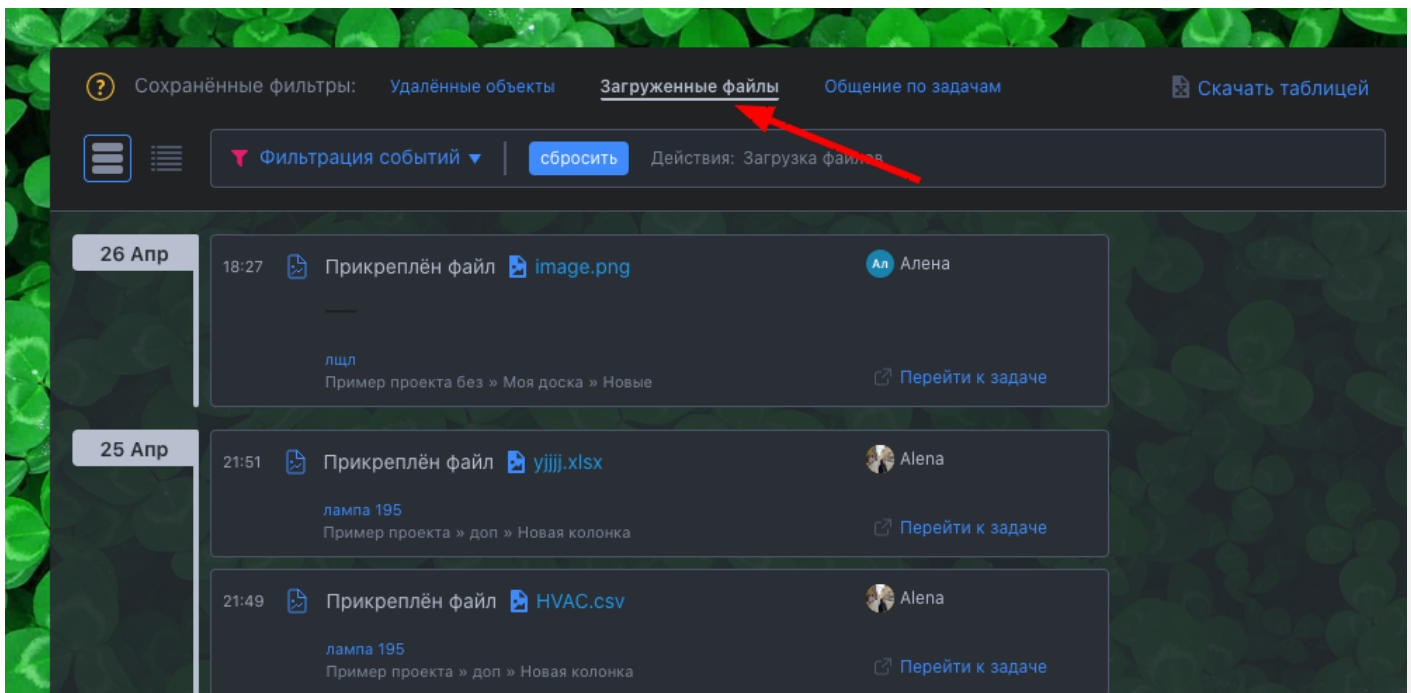 ? Сохранённые фильтры: Удалённые объекты Загруженные файлы Общение по задачам Скачать таблицей
Фильтрация событий сбросить Действия: Загрузка файлов
26 Апр
18:27 Прикреплён файл image.png Ал Алена
лщл
Пример проекта без » Моя доска » Новые Перейти к задаче
25 Апр
21:51 Прикреплён файл yjjjj.xlsx Alena
лампа 195
Пример проекта » доп » Новая колонка Перейти к задаче
21:49 Прикреплён файл HVAC.csv Alena
лампа 195
Пример проекта » доп » Новая колонка Перейти к задаче